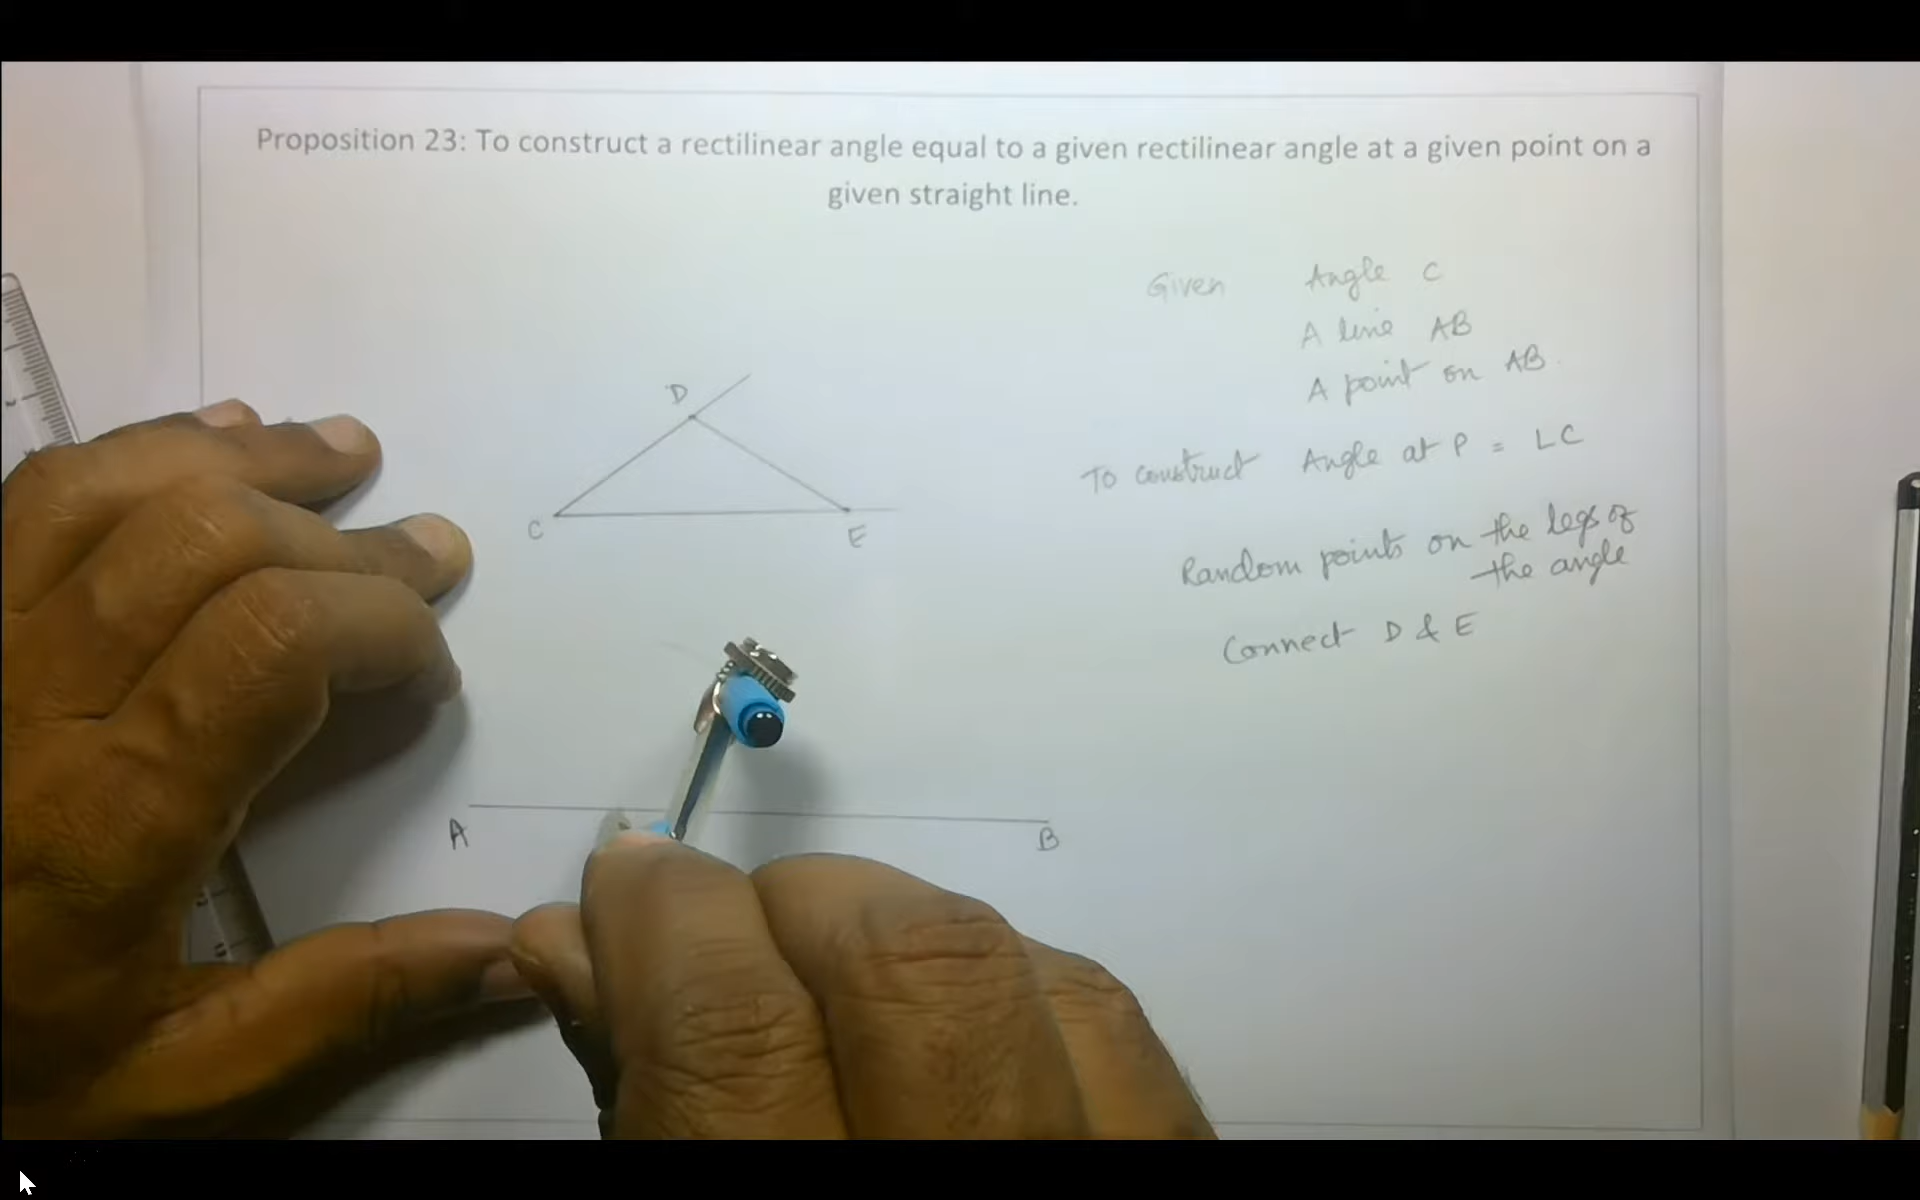 Proposition 23: To construct a rectilinear angle equal to a given rectilinear angle at a given point on a
given straight line.
Given Angle C
A line AB
A point on AB.
To construct Angle at P = ∠C
Random points on the legs of
the angle
Connect D & E
D
C
E
A
B